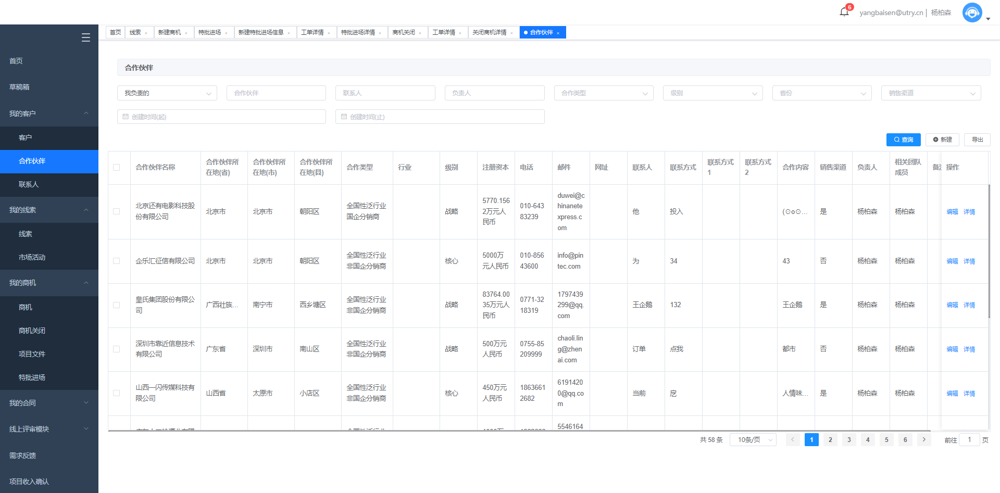 6
yangbaisen@utry.cn | 杨柏森
首页 线索 × 新建商机 × 特批进场 × 新建特批进场信息 × 工单详情 × 特批进场详情 × 商机关闭 × 工单详情 × 关闭商机详情 × 合作伙伴 ×
首页
草稿箱
我的客户
客户
合作伙伴
联系人
我的线索
线索
市场活动
我的商机
商机
商机关闭
项目文件
特批进场
我的合同
线上评审模块
需求反馈
项目收入确认
合作伙伴
我负责的 合作伙伴 联系人 负责人 合作类型 级别 省份 销售渠道
创建时间(起) 创建时间(止)
查询 新建 导出
合作伙伴名称 合作伙伴所在地(省) 合作伙伴所在地(市) 合作伙伴所在地(县) 合作类型 行业 级别 注册资本 电话 邮件 网址 联系人 联系方式 联系方式1 联系方式2 合作内容 销售渠道 负责人 相关团队成员 操作
北京还有电影科技股份有限公司 北京市 北京市 朝阳区 全国性泛行业国企分销商 战略 5770.1562万元人民币 010-64383239 duwei@chinanetexpress.com 他 投入 (⊙o⊙... 是 杨柏森 杨柏森 编辑 详情
企乐汇征信有限公司 北京市 北京市 朝阳区 全国性泛行业非国企分销商 核心 5000万元人民币 010-85643600 info@pintec.com 为 34 43 否 杨柏森 杨柏森 编辑 详情
皇氏集团股份有限公司 广西壮族... 南宁市 西乡塘区 全国性泛行业非国企分销商 战略 83764.0035万元人民币 0771-3218319 1797439299@qq.com 王企鹅 132 王企鹅 是 杨柏森 杨柏森 编辑 详情
深圳市靠近信息技术有限公司 广东省 深圳市 南山区 全国性泛行业非国企分销商 战略 500万元人民币 0755-85209999 chaoli.ling@zhenai.com 订单 点我 都市 否 杨柏森 杨柏森 编辑 详情
山西一闪传媒科技有限公司 山西省 太原市 小店区 全国性泛行业非国企分销商 核心 450万元人民币 18636612682 61914200@qq.com 当前 尼 人情味... 是 杨柏森 杨柏森 编辑 详情
5546164
共 58 条 10条/页 1 2 3 4 5 6 前往 1 页